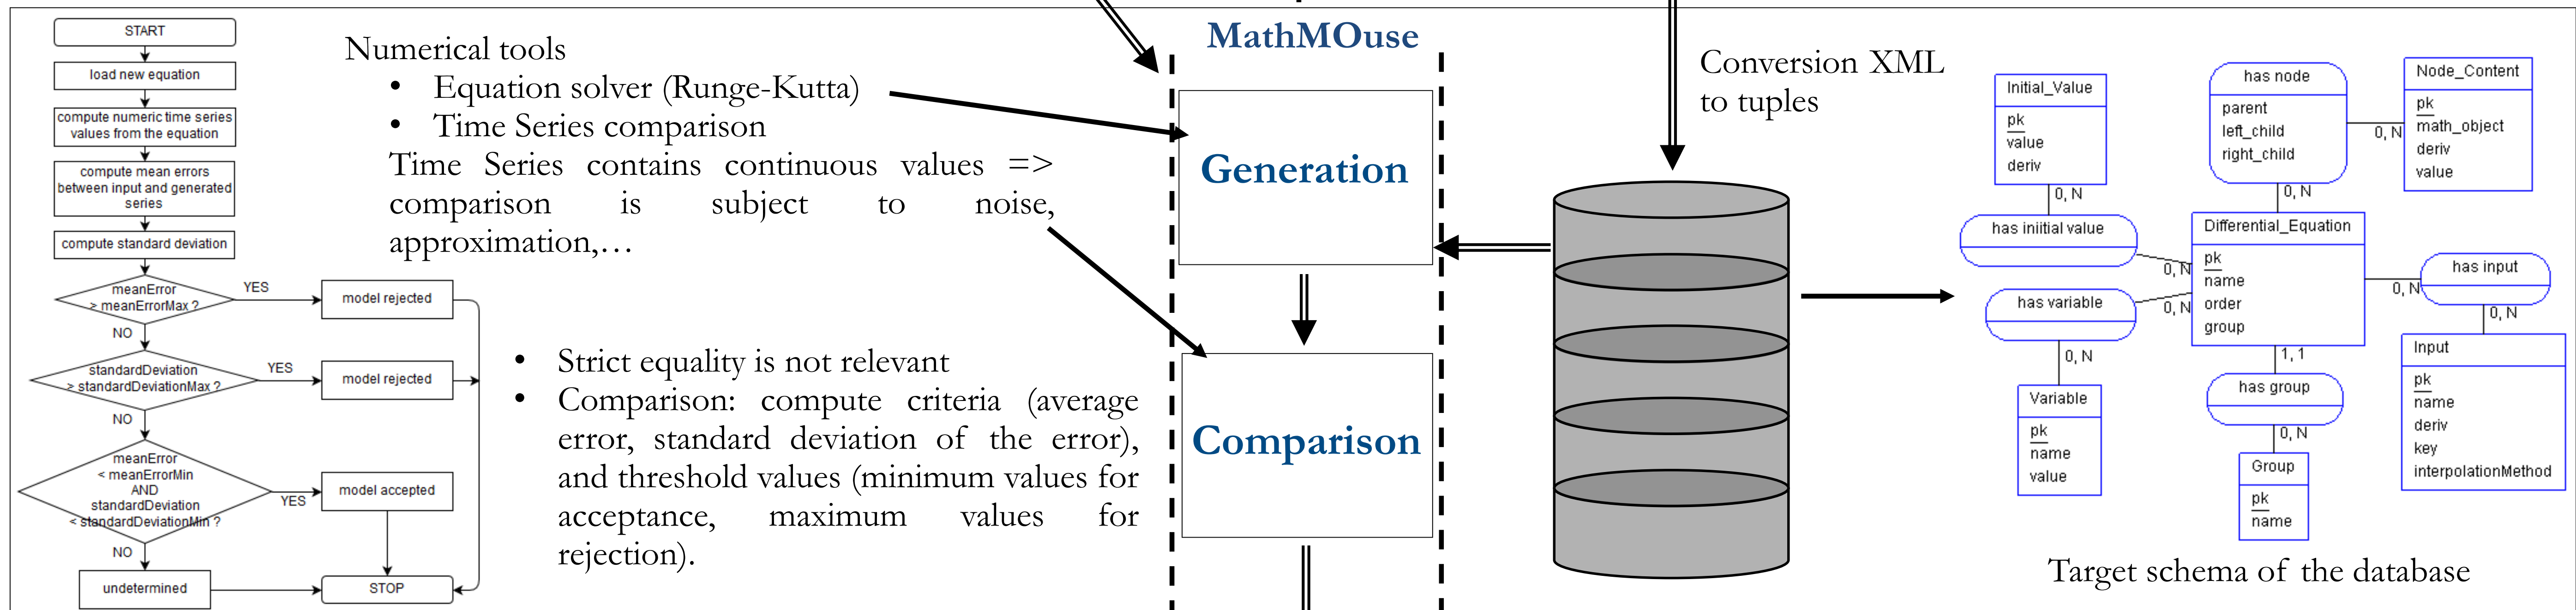 START
load new equation
compute numeric time series
values from the equation
compute mean errors
between input and generated
series
compute standard deviation
meanError
> meanErrorMax ?
YES
model rejected
NO
standardDeviation
> standardDeviationMax ?
YES
model rejected
NO
meanError
< meanErrorMin
AND
standardDeviation
< standardDeviationMin ?
YES
model accepted
NO
undetermined
STOP
Numerical tools
• Equation solver (Runge-Kutta)
• Time Series comparison
Time Series contains continuous values =>
comparison is subject to noise,
approximation,…
• Strict equality is not relevant
• Comparison: compute criteria (average
error, standard deviation of the error),
and threshold values (minimum values for
acceptance, maximum values for
rejection).
MathMOuse
Generation
Comparison
Conversion XML
to tuples
Initial_Value
pk
value
deriv
0, N
has iniitial value
0, N
has variable
0, N
0, N
Variable
pk
name
value
has node
parent
left_child
right_child
0, N
0, N
Node_Content
pk
math_object
deriv
value
Differential_Equation
pk
name
order
group
1, 1
has group
0, N
Group
pk
name
has input
0, N
0, N
Input
pk
name
deriv
key
interpolationMethod
Target schema of the database